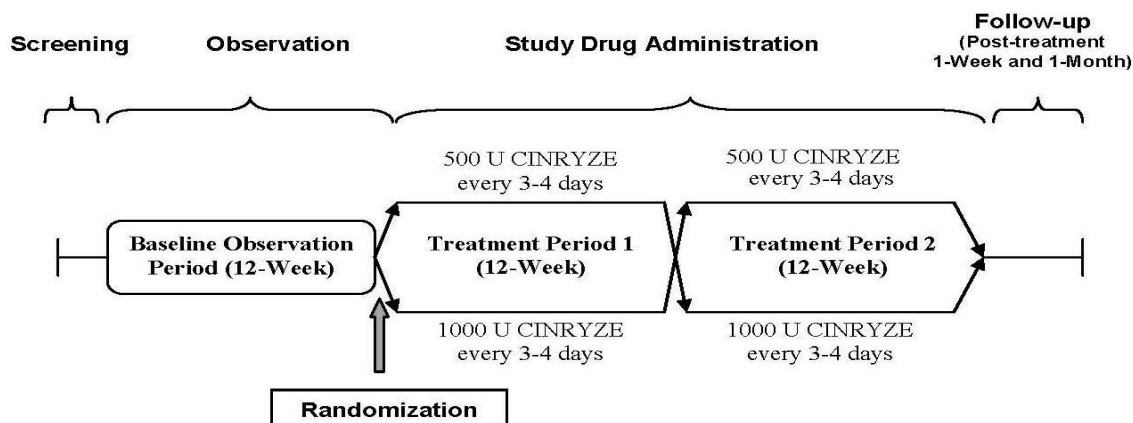 Screening
Observation
Study Drug Administration
Follow-up
(Post-treatment
1-Week and 1-Month)
500 U CINRYZE
every 3-4 days
500 U CINRYZE
every 3-4 days
Baseline Observation
Period (12-Week)
Treatment Period 1
(12-Week)
Treatment Period 2
(12-Week)
1000 U CINRYZE
every 3-4 days
1000 U CINRYZE
every 3-4 days
Randomization